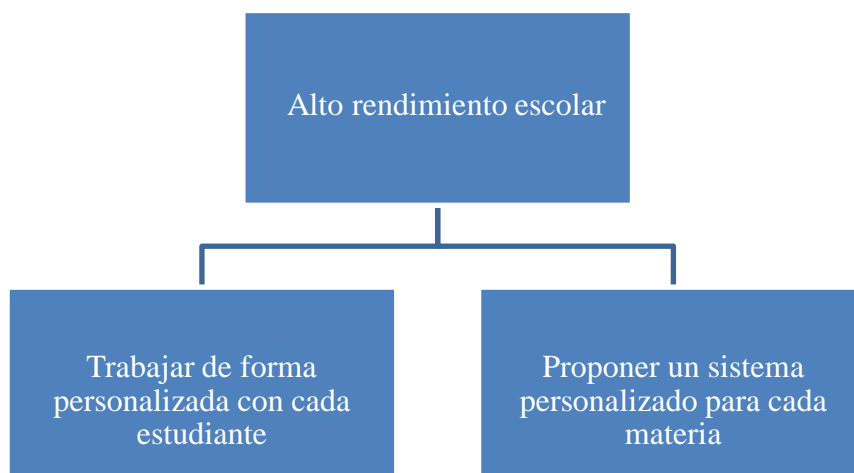 Alto rendimiento escolar
Trabajar de forma
personalizada con cada
estudiante
Proponer un sistema
personalizado para cada
materia